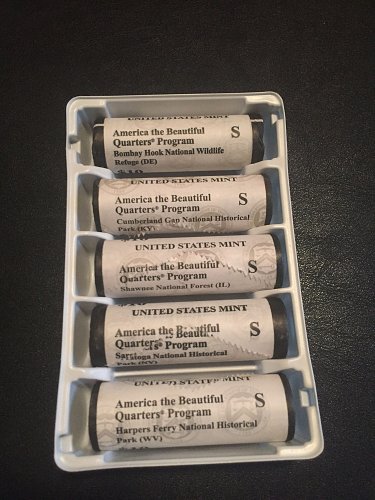 UNITED STATES MINT
America the Beautiful
Quarters® Program
S
Bombay Hook National Wildlife
Refuge (DE)
UNITED STATES MINT
America the Beautiful
Quarters® Program
S
Cumberland Gap National Historical
Park (KY)
UNITED STATES MINT
America the Beautiful
Quarters® Program
S
Shawnee National Forest (IL)
UNITED STATES MINT
America the Beautiful
Quarters® Program
S
Saratoga National Historical
Park (NY)
UNITED STATES MINT
America the Beautiful
Quarters® Program
S
Harpers Ferry National Historical
Park (WV)